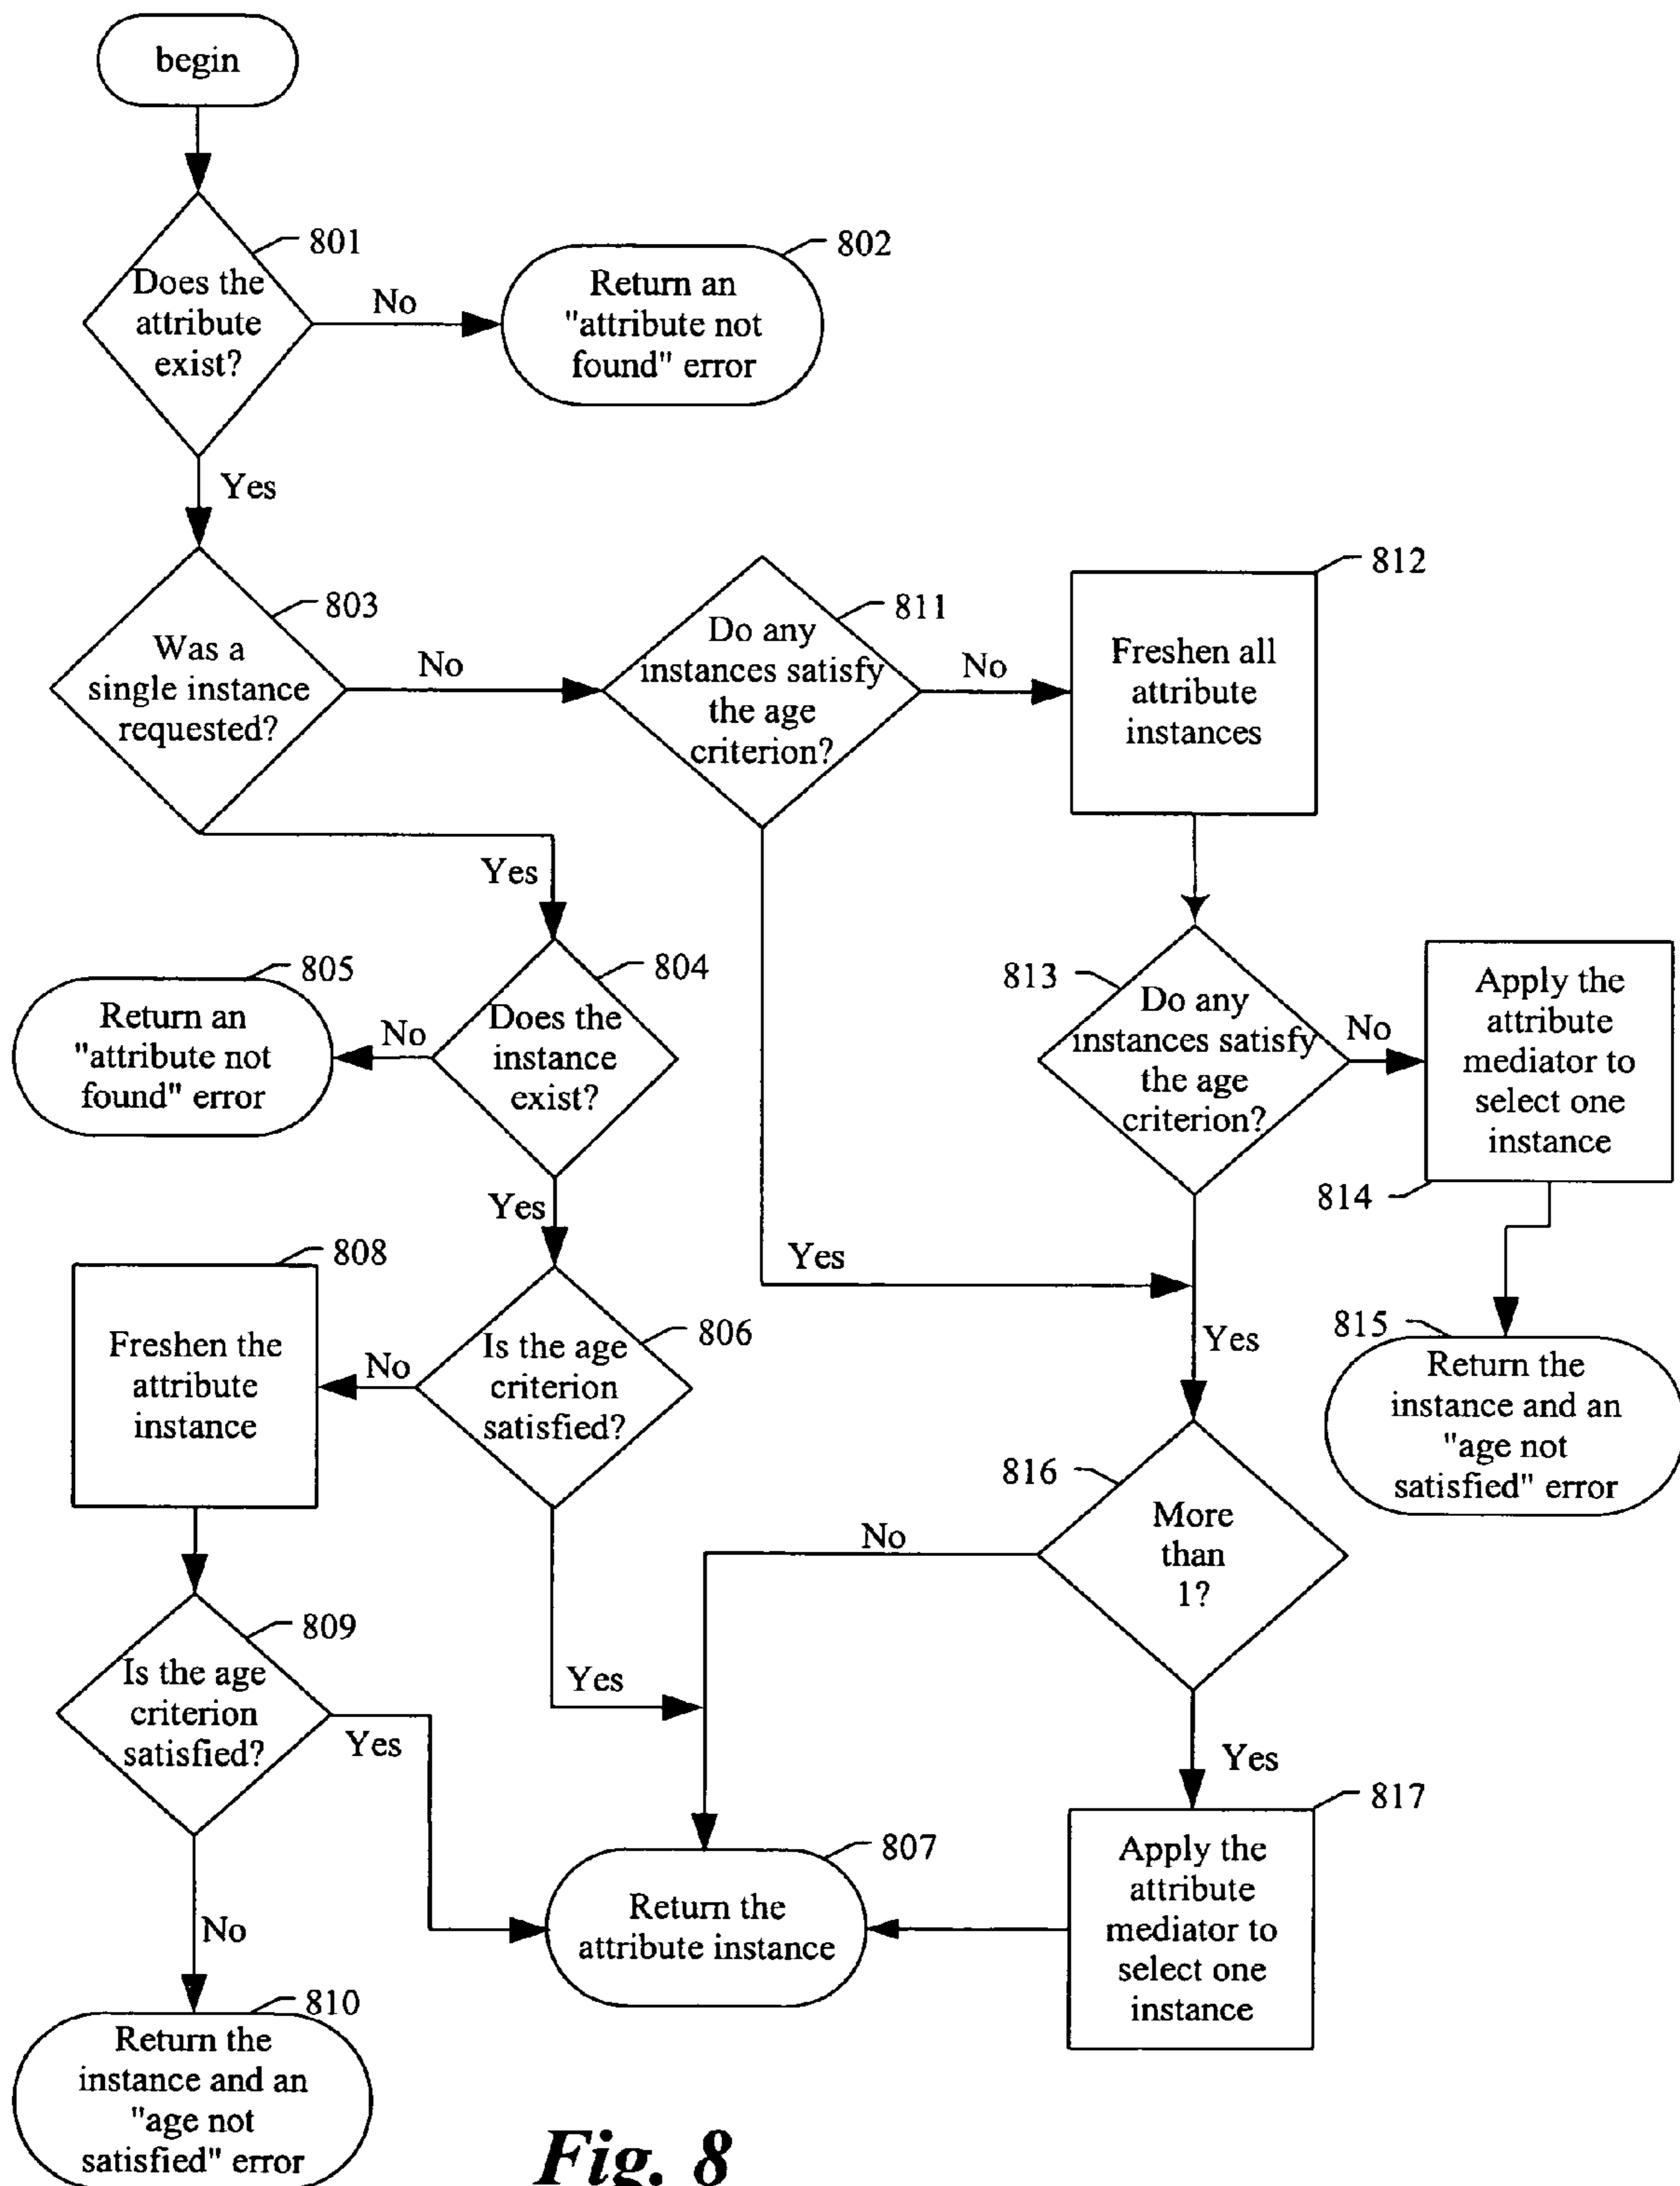 begin
801
Does the
attribute
exist?
No
802
Return an
"attribute not
found" error
Yes
803
Was a
single instance
requested?
No
811
Do any
instances satisfy
the age
criterion?
No
812
Freshen all
attribute
instances
Yes
804
Does the
instance
exist?
No
805
Return an
"attribute not
found" error
813
Do any
instances satisfy
the age
criterion?
No
Apply the
attribute
mediator to
select one
instance
814
Yes
Yes
808
Freshen the
attribute
instance
No
806
Is the age
criterion
satisfied?
Yes
815
Return the
instance and an
"age not
satisfied" error
816
More
than
1?
No
Yes
809
Is the age
criterion
satisfied?
Yes
Yes
817
Apply the
attribute
mediator to
select one
instance
807
Return the
attribute instance
No
810
Return the
instance and an
"age not
satisfied" error
Fig. 8